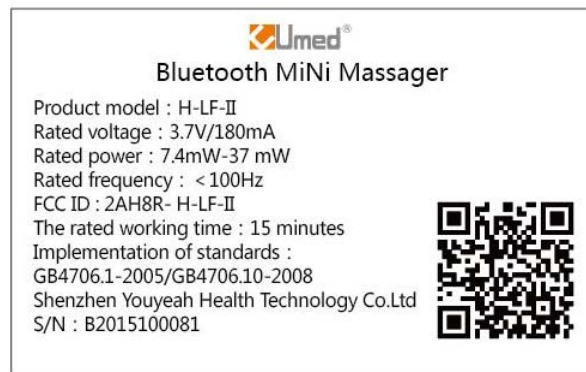 Umed®
Bluetooth MiNi Massager
Product model : H-LF-II
Rated voltage : 3.7V/180mA
Rated power : 7.4mW-37 mW
Rated frequency : <100Hz
FCC ID : 2AH8R- H-LF-II
The rated working time : 15 minutes
Implementation of standards :
GB4706.1-2005/GB4706.10-2008
Shenzhen Youyeah Health Technology Co.Ltd
S/N : B2015100081